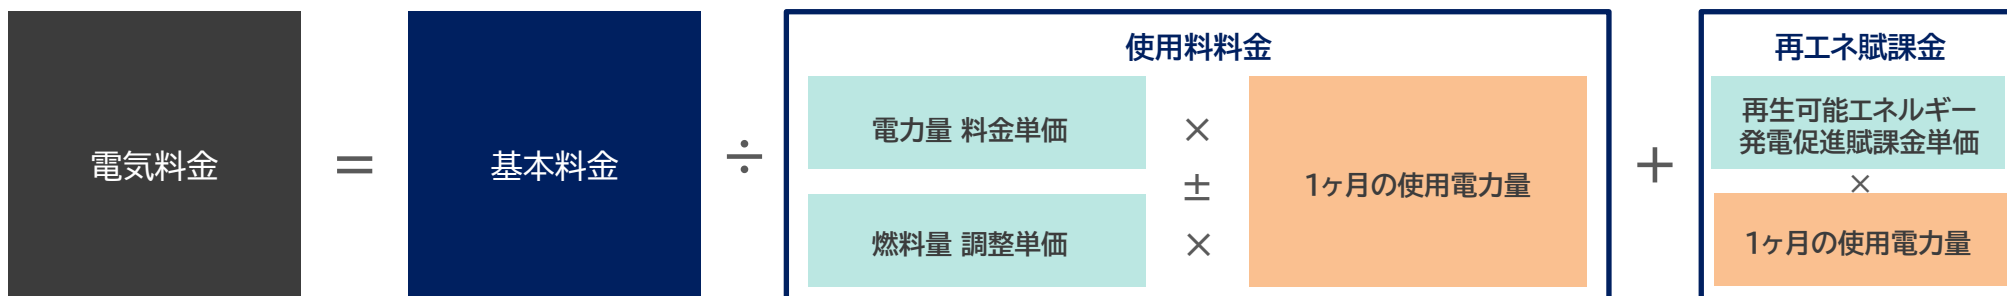 電気料金
＝
基本料金
÷
使用料料金
電力量 料金単価
×
±
燃料量 調整単価
×
1ヶ月の使用電力量
＋
再エネ賦課金
再生可能エネルギー
発電促進賦課金単価
×
1ヶ月の使用電力量